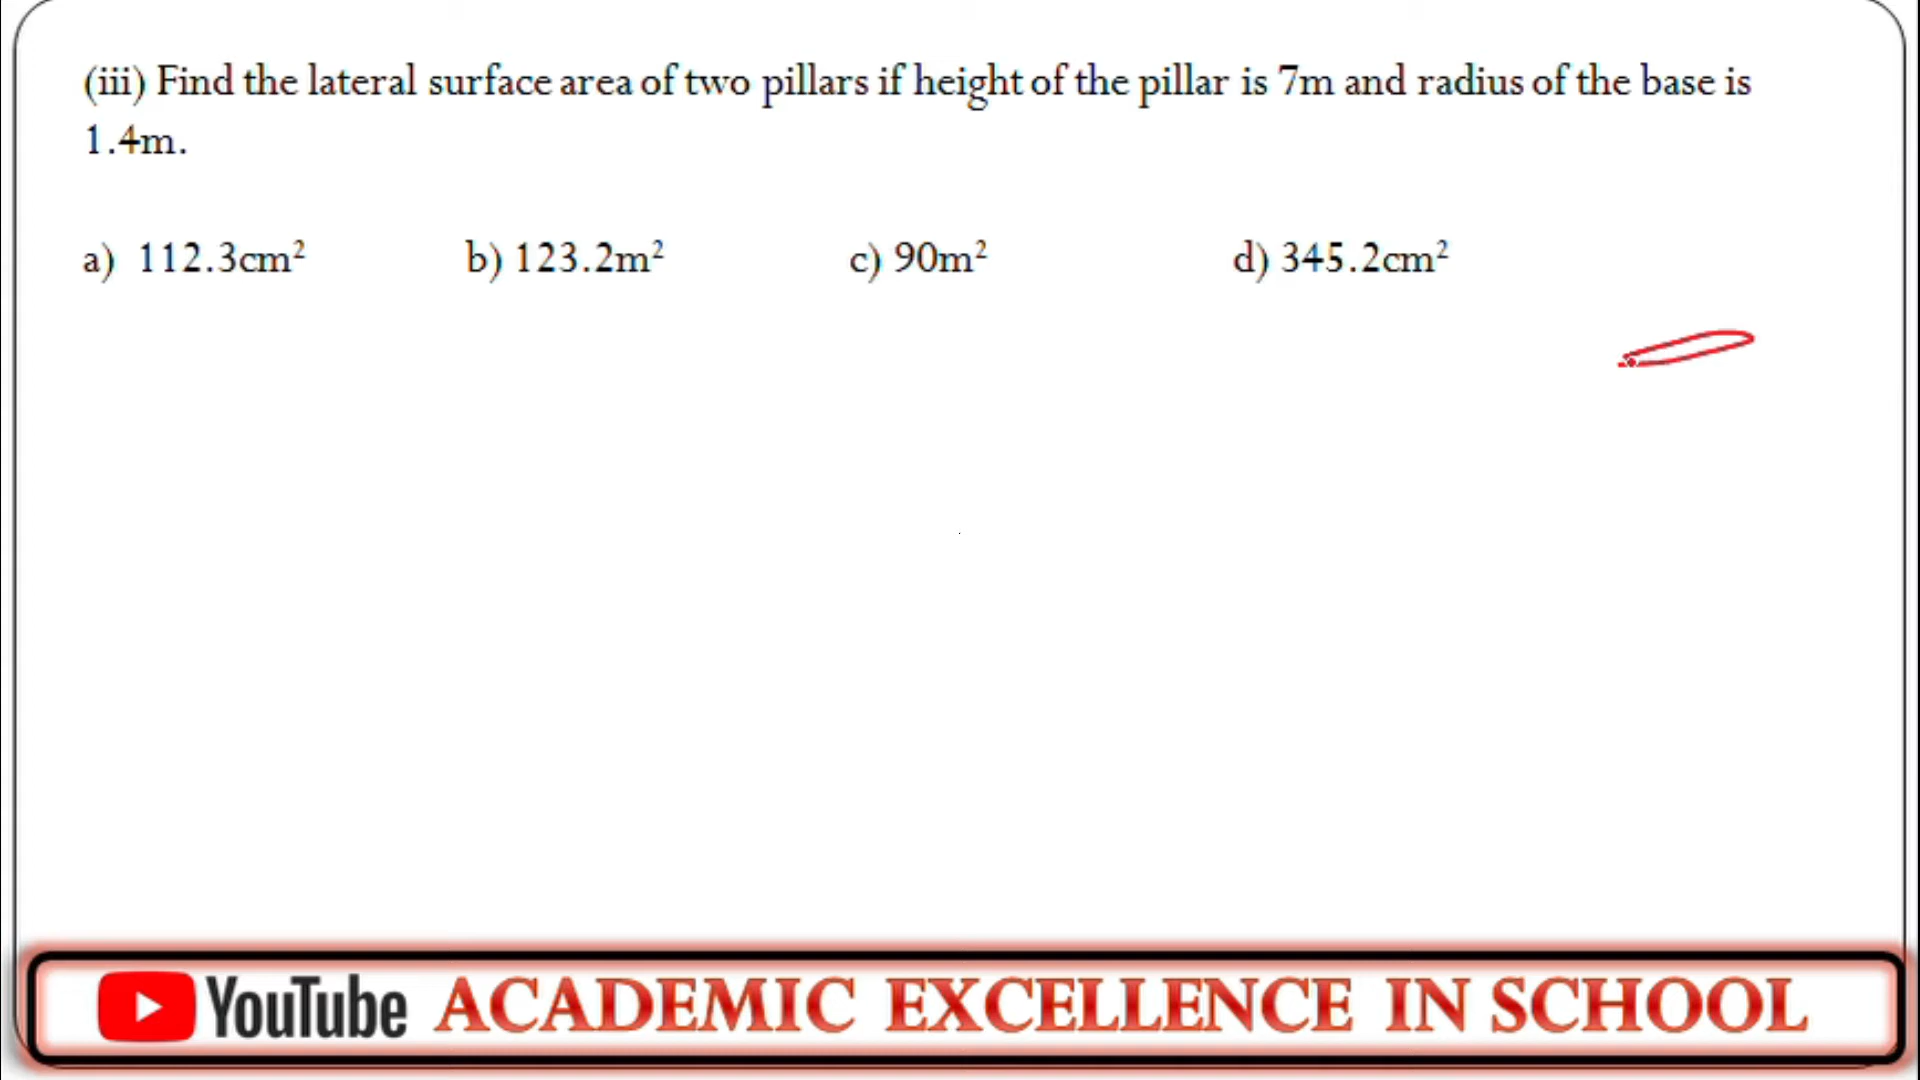 (iii) Find the lateral surface area of two pillars if height of the pillar is 7m and radius of the base is
1.4m.
a) 112.3cm² b) 123.2m² c) 90m² d) 345.2cm²
YouTube ACADEMIC EXCELLENCE IN SCHOOL